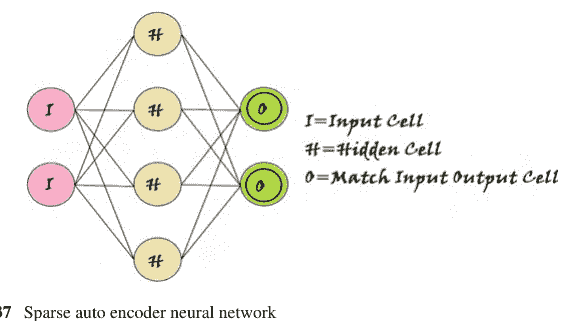 H
I H O
I H O
H
I=Input Cell
H=Hidden Cell
O=Match Input Output Cell
37 Sparse auto encoder neural network